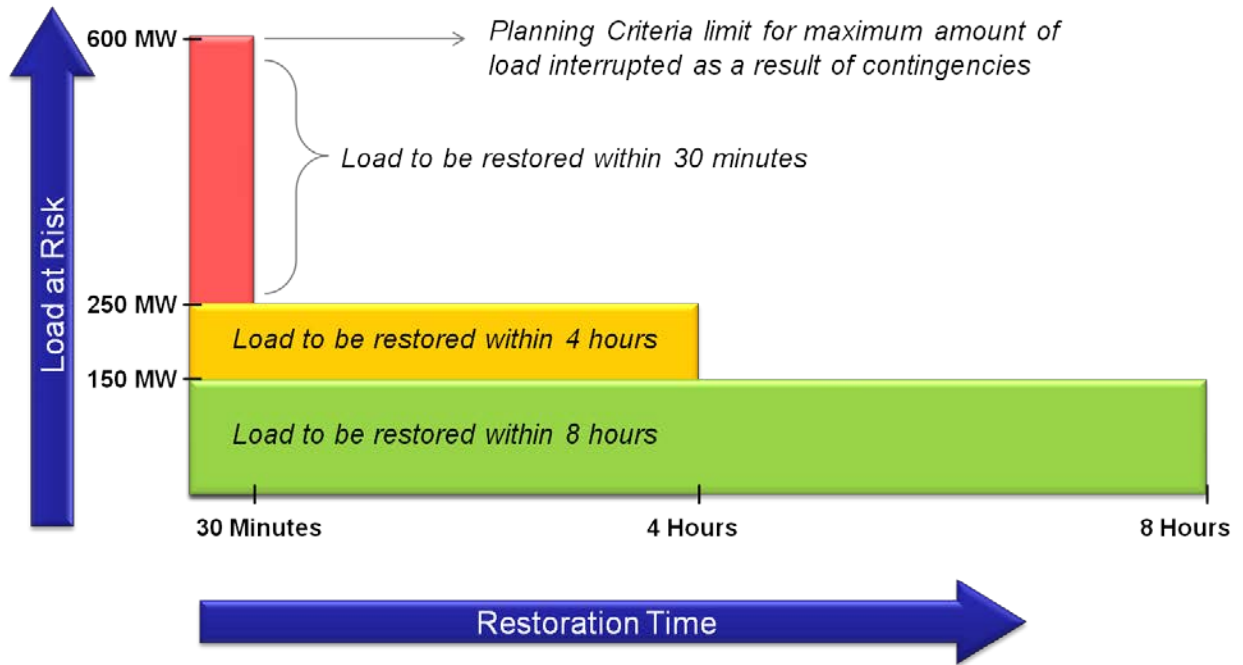 600 MW
Planning Criteria limit for maximum amount of
load interrupted as a result of contingencies
Load to be restored within 30 minutes
Load at Risk
250 MW
Load to be restored within 4 hours
150 MW
Load to be restored within 8 hours
30 Minutes
4 Hours
8 Hours
Restoration Time